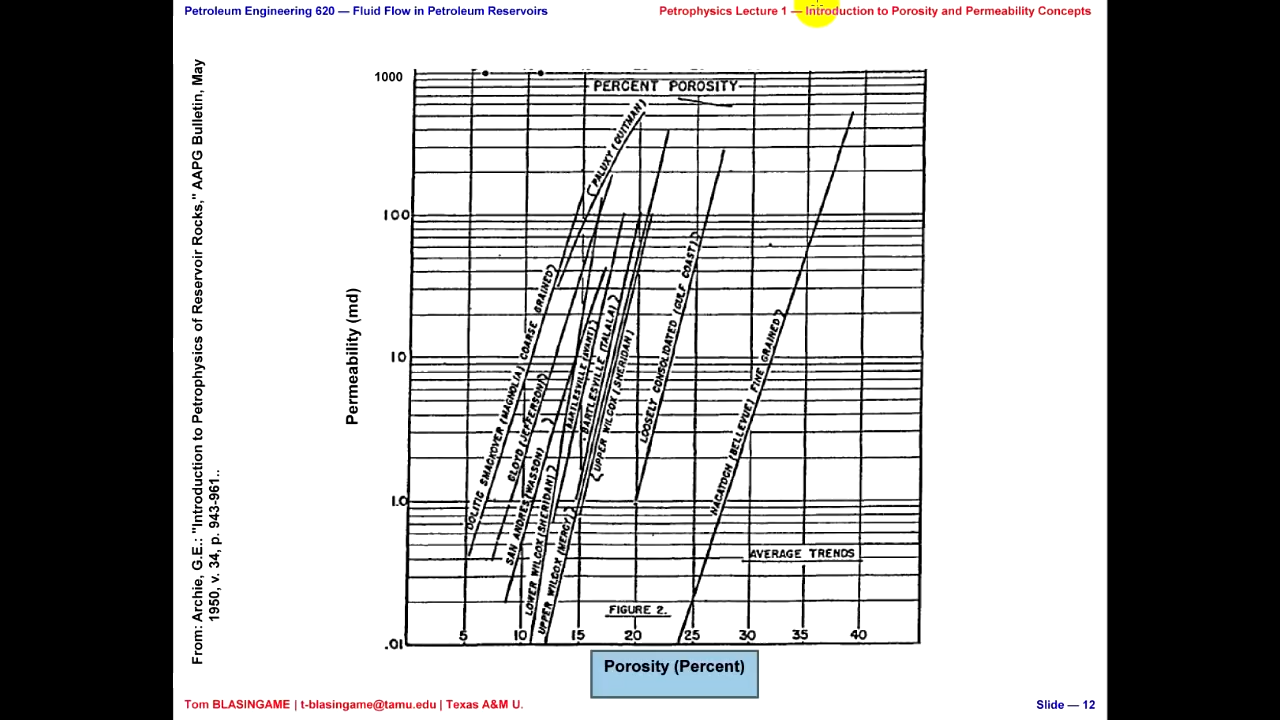 Petroleum Engineering 620 — Fluid Flow in Petroleum Reservoirs
Petrophysics Lecture 1 — Introduction to Porosity and Permeability Concepts
From: Archie, G.E.: "Introduction to Petrophysics of Reservoir Rocks," AAPG Bulletin, May
1950, v. 34, p. 943-961..
Permeability (md)
1000
100
10
1.0
.01
PERCENT POROSITY
PALUXY (QUITMAN)
OOLITIC SMACKOVER (MAGNOLIA) COARSE GRAINED
GLOYD (JEFFERSON)
SAN ANDRES (WASSON)
LOWER WILCOX (SHERIDAN)
UPPER WILCOX (MERCY)
BARTLESVILLE (AVANT)
BARTLESVILLE (TALALA)
UPPER WILCOX (SHERIDAN)
LOOSELY CONSOLIDATED (GULF COAST)
NACATOCH (BELLEVUE) FINE GRAINED
AVERAGE TRENDS
FIGURE 2.
5 10 15 20 25 30 35 40
Porosity (Percent)
Tom BLASINGAME | t-blasingame@tamu.edu | Texas A&M U.
Slide — 12